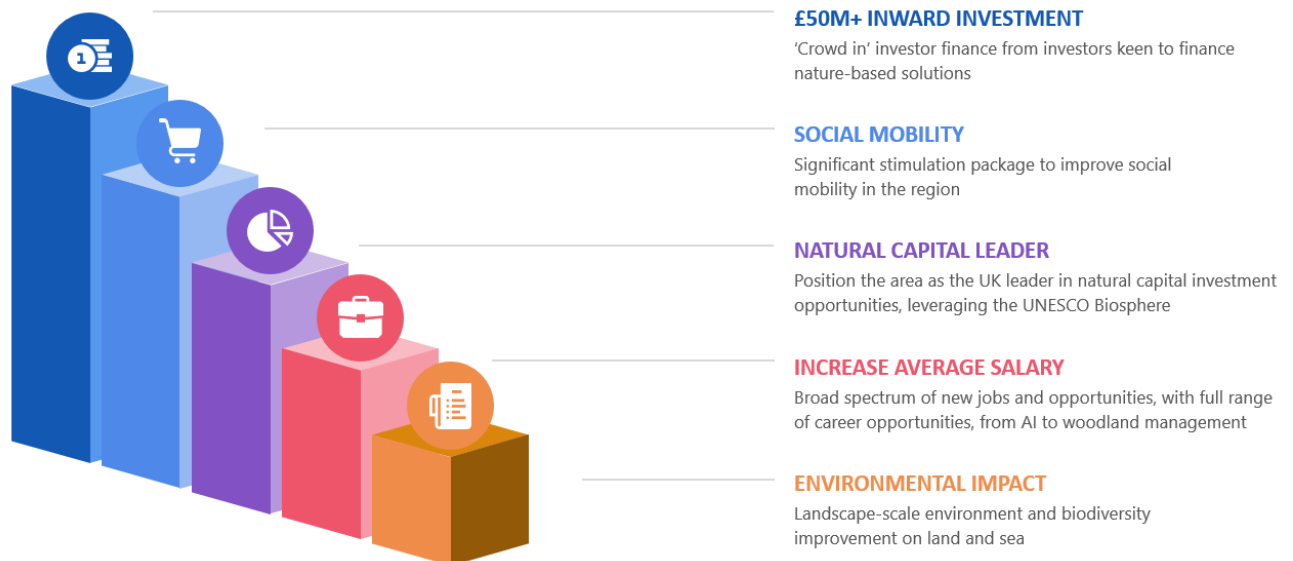 £50M+ INWARD INVESTMENT
‘Crowd in’ investor finance from investors keen to finance
nature-based solutions
SOCIAL MOBILITY
Significant stimulation package to improve social
mobility in the region
NATURAL CAPITAL LEADER
Position the area as the UK leader in natural capital investment
opportunities, leveraging the UNESCO Biosphere
INCREASE AVERAGE SALARY
Broad spectrum of new jobs and opportunities, with full range
of career opportunities, from AI to woodland management
ENVIRONMENTAL IMPACT
Landscape-scale environment and biodiversity
improvement on land and sea
1